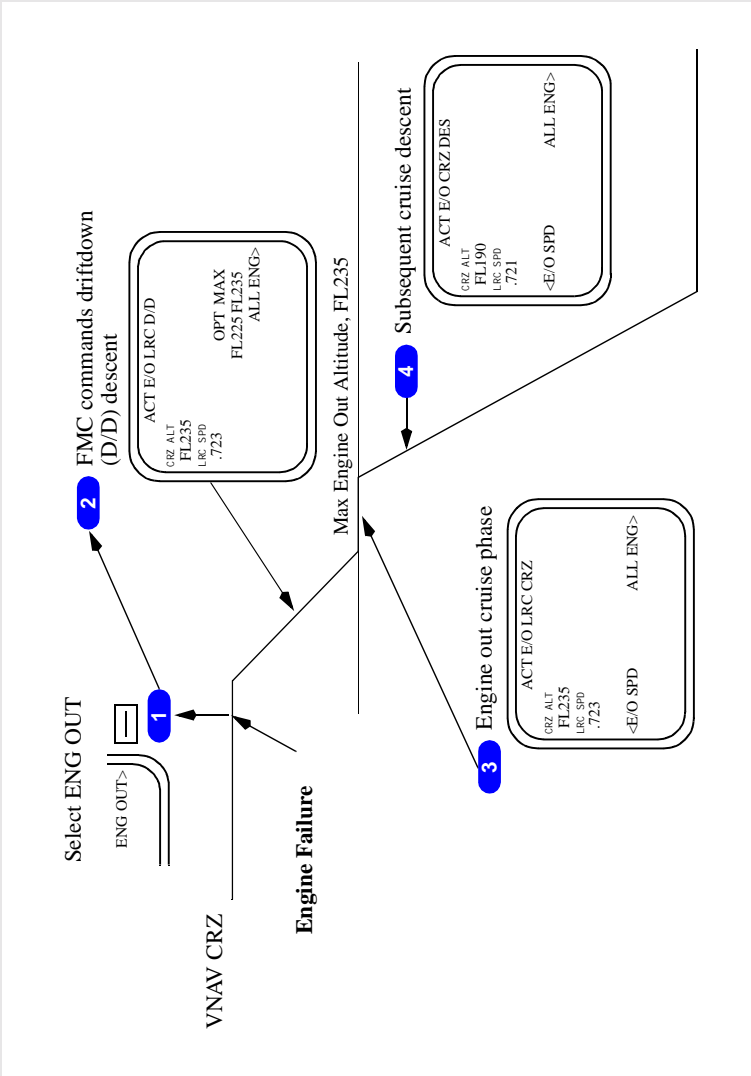 Select ENG OUT
ENG OUT>
1
2
FMC commands driftdown
(D/D) descent
ACT E/O LRC D/D
CRZ ALT
FL235
LRC SPD
.723
OPT MAX
FL225 FL235
ALL ENG>
VNAV CRZ
Engine Failure
Max Engine Out Altitude, FL235
3
Engine out cruise phase
ACT E/O LRC CRZ
CRZ ALT
FL235
LRC SPD
.723
<E/O SPD ALL ENG>
4
Subsequent cruise descent
ACT E/O CRZ DES
CRZ ALT
FL190
LRC SPD
.721
<E/O SPD ALL ENG>